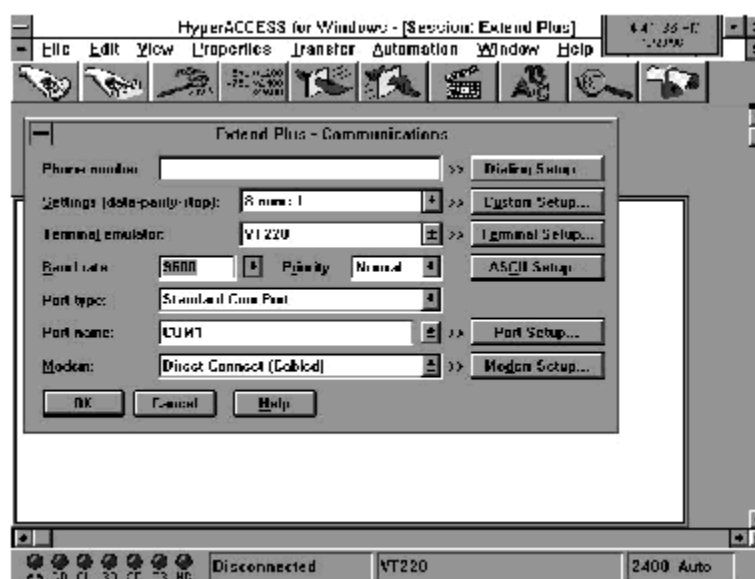 HyperACCESS for Windows - [Session: Extend Plus]
File Edit View Properties Transfer Automation Window Help
Extend Plus - Communications
Phone number: >> Dialing Setup...
Settings (data-parity-stop): 8 none 1 >> Custom Setup...
Terminal emulator: VT220 >> Terminal Setup...
Baud rate: 9600 Priority Normal ASCII Setup...
Port type: Standard Com Port
Port name: COM1 >> Port Setup...
Modem: Direct Connect (Cabled) >> Modem Setup...
OK Cancel Help
Disconnected VT220 2400 Auto